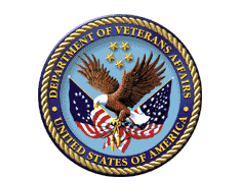 DEPARTMENT OF VETERANS AFFAIRS
UNITED STATES OF AMERICA